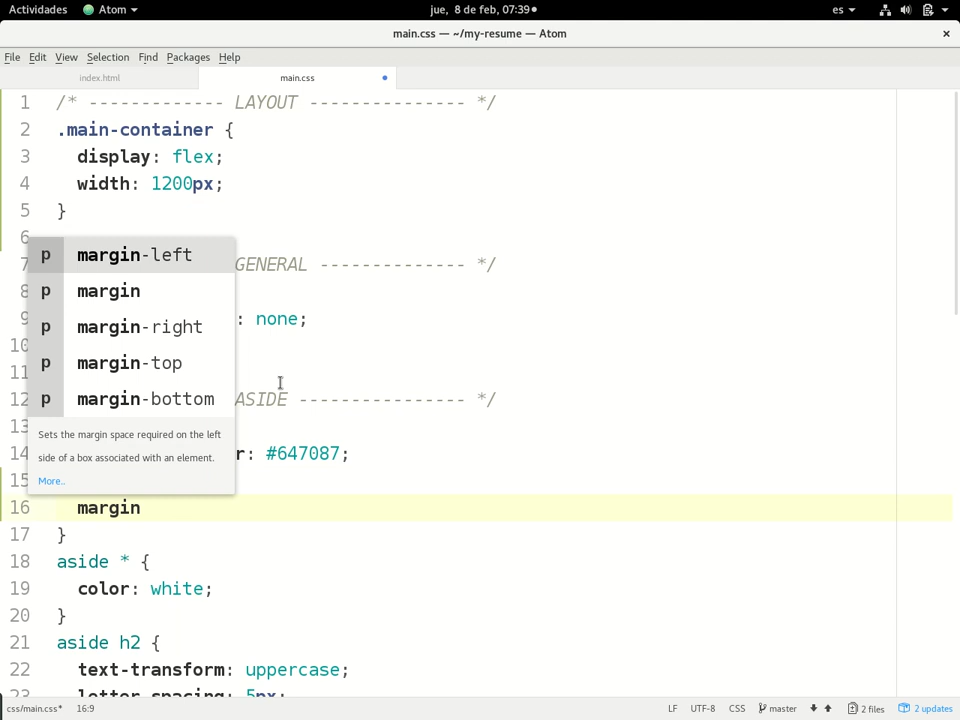 Actividades Atom jue, 8 de feb, 07:39 es
main.css — ~/my-resume — Atom ×
File Edit View Selection Find Packages Help
index.html main.css
1 /* ------------- LAYOUT --------------- */
2 .main-container {
3 display: flex;
4 width: 1200px;
5 }
6
p margin-left
7 GENERAL -------------- */
8
p margin
9 : none;
p margin-right
10
p margin-top
11
12 ASIDE ---------------- */
p margin-bottom
13
Sets the margin space required on the left
side of a box associated with an element.
More..
14 r: #647087;
15
16 margin
17 }
18 aside * {
19 color: white;
20 }
21 aside h2 {
22 text-transform: uppercase;
23 letter-spacing: 5px;
css/main.css* 16:9 LF UTF-8 CSS master 2 files 2 updates